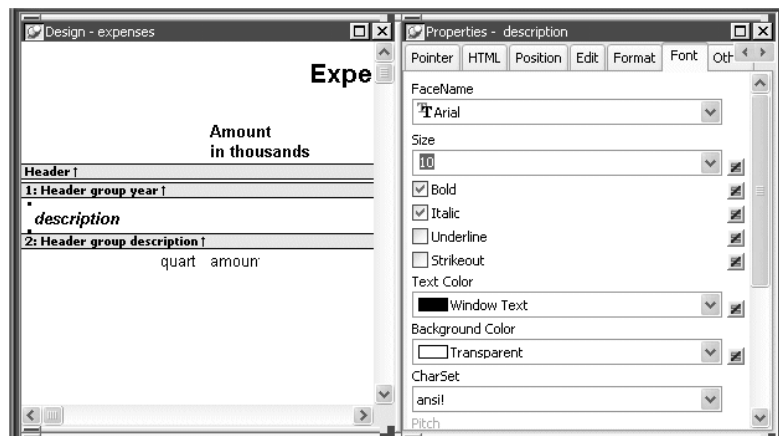 Design - expenses
Expe
Amount
in thousands
Header ↑
1: Header group year ↑
description
2: Header group description ↑
quart amoun
Properties - description
Pointer HTML Position Edit Format Font Oth
FaceName
Arial
Size
10
Bold
Italic
Underline
Strikeout
Text Color
Window Text
Background Color
Transparent
CharSet
ansi!
Pitch